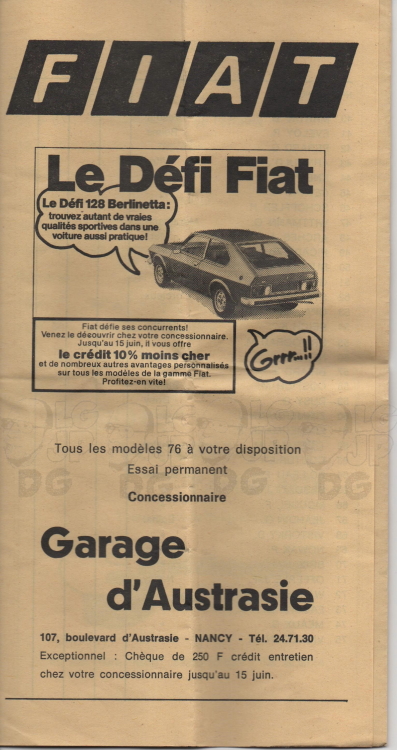 FIAT
Le Défi Fiat
Le Défi 128 Berlinetta:
trouvez autant de vraies
qualités sportives dans une
voiture aussi pratique!
Fiat défie ses concurrents!
Venez le découvrir chez votre concessionnaire.
Jusqu'au 15 juin, il vous offre
le crédit 10% moins cher
et de nombreux autres avantages personnalisés
sur tous les modèles de la gamme Fiat.
Profitez-en vite!
Grrr...!!
Tous les modèles 76 à votre disposition
Essai permanent
Concessionnaire
DG DG DG
Garage
d'Austrasie
107, boulevard d'Austrasie - NANCY - Tél. 24.71.30
Exceptionnel : Chèque de 250 F crédit entretien
chez votre concessionnaire jusqu'au 15 juin.